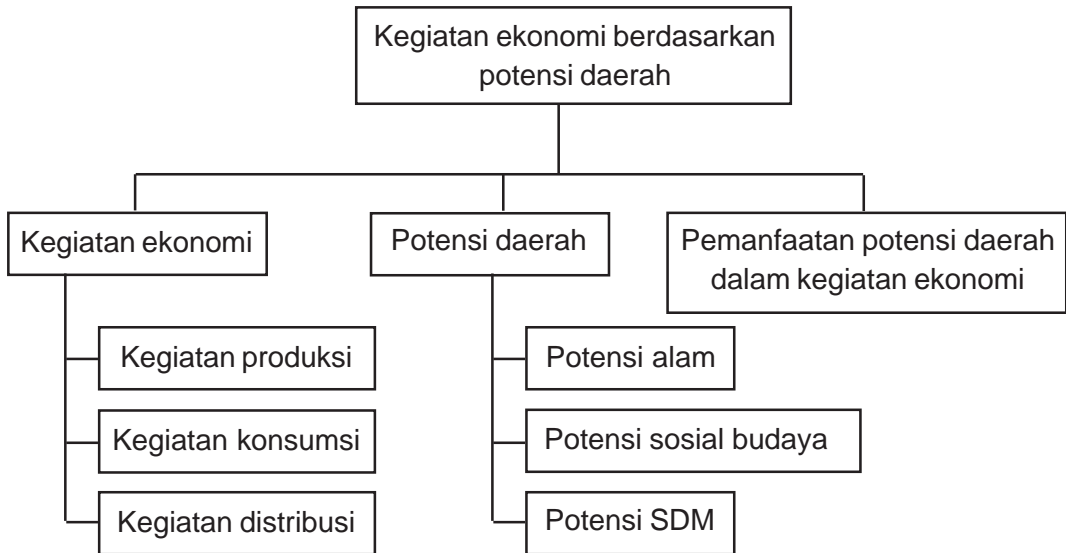 Kegiatan ekonomi berdasarkan
potensi daerah
Kegiatan ekonomi
Potensi daerah
Pemanfaatan potensi daerah
dalam kegiatan ekonomi
Kegiatan produksi
Kegiatan konsumsi
Kegiatan distribusi
Potensi alam
Potensi sosial budaya
Potensi SDM